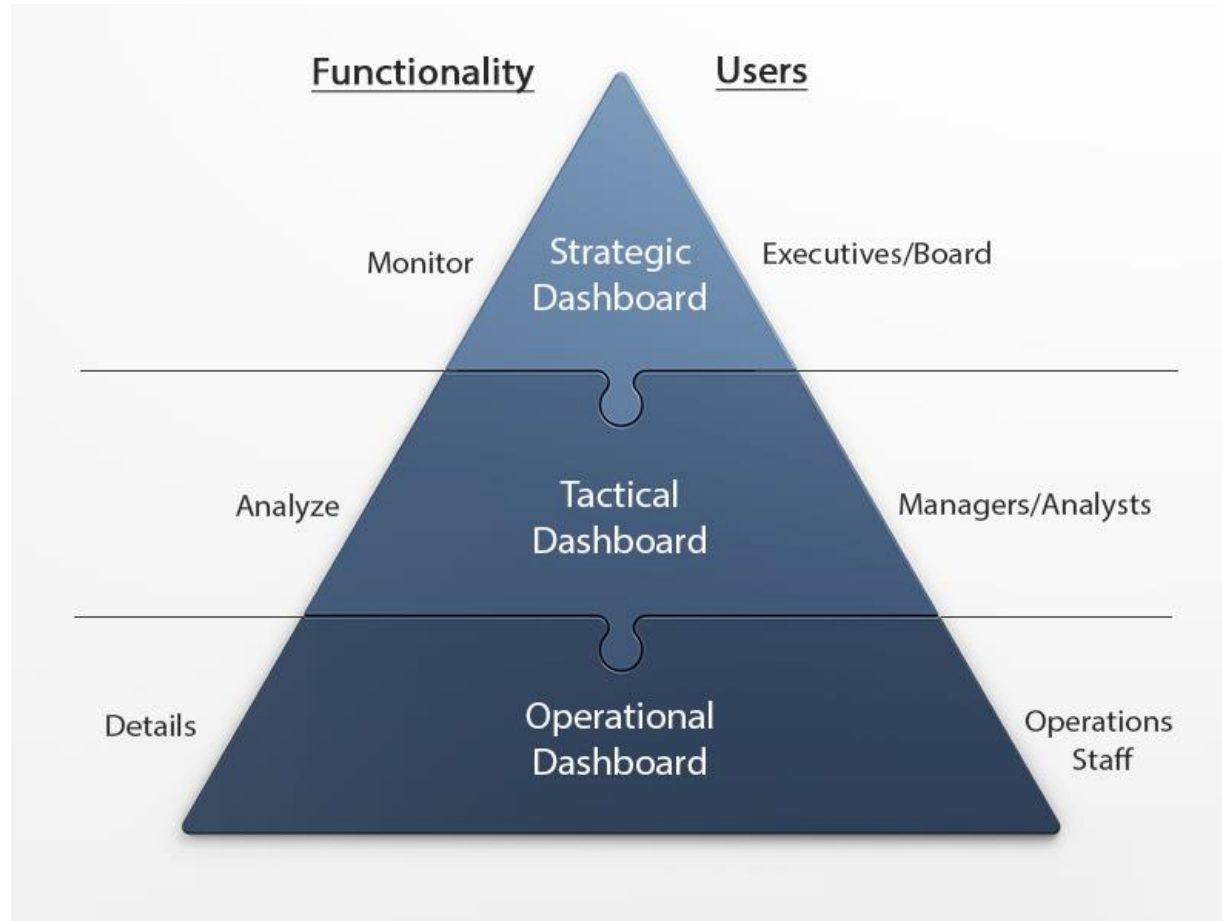 Functionality
Users
Monitor
Strategic
Dashboard
Executives/Board
Analyze
Tactical
Dashboard
Managers/Analysts
Details
Operational
Dashboard
Operations
Staff